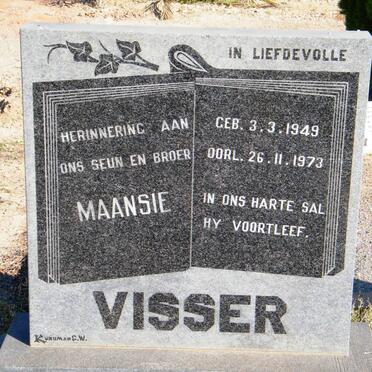 IN LIEFDEVOLLE
HERINNERING AAN
ONS SEUN EN BROER
MAANSIE
GEB. 3.3.1949
OORL. 26.11.1973
IN ONS HARTE SAL
HY VOORTLEEF.
VISSER
KURUMAN G.W.